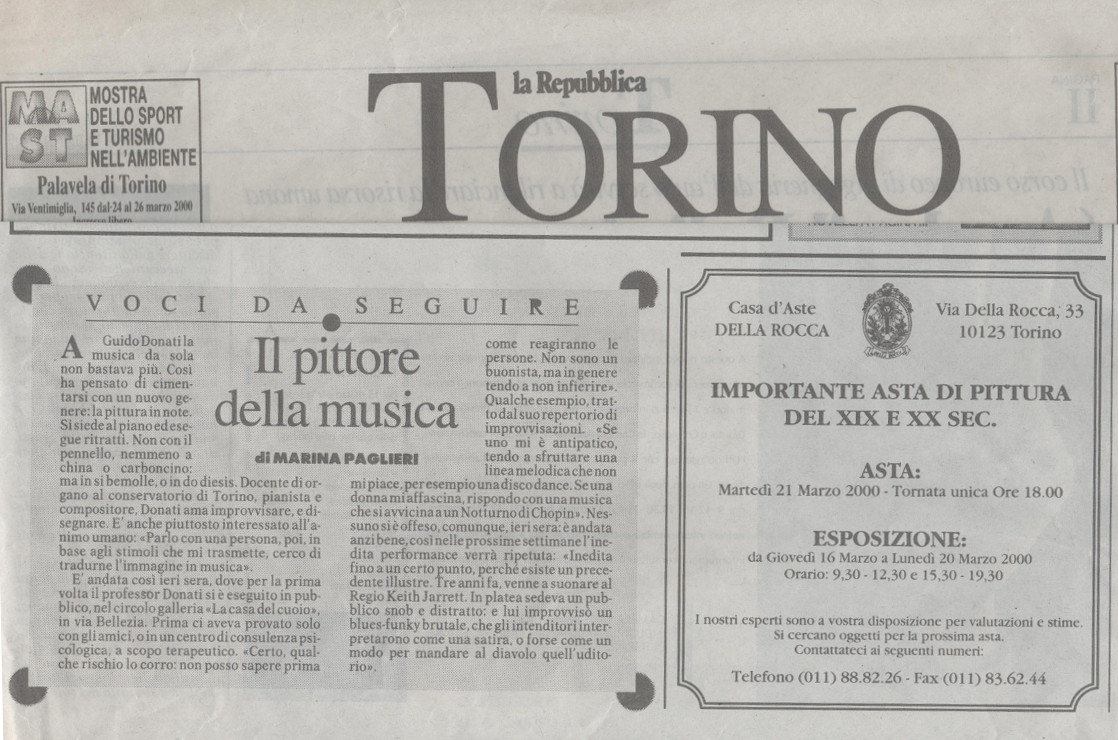 la Repubblica
TORINO
MAST
MOSTRA
DELLO SPORT
E TURISMO
NELL'AMBIENTE
Palavela di Torino
Via Ventimiglia, 145 dal 24 al 26 marzo 2000
Ingresso libero
VOCI DA SEGUIRE
Il pittore
della musica
di MARINA PAGLIERI
A Guido Donati la
musica da sola
non bastava più. Così
ha pensato di cimen-
tarsi con un nuovo ge-
nere: la pittura in note.
Si siede al piano ed ese-
gue ritratti. Non con il
pennello, nemmeno a
china o carboncino:
ma in si bemolle, o in do diesis. Docente di or-
gano al conservatorio di Torino, pianista e
compositore, Donati ama improvvisare, e di-
segnare. E' anche piuttosto interessato all'a-
nimo umano: «Parlo con una persona, poi, in
base agli stimoli che mi trasmette, cerco di
tradurne l'immagine in musica».
E' andata così ieri sera, dove per la prima
volta il professor Donati si è eseguito in pub-
blico, nel circolo galleria «La casa del cuoio»,
in via Bellezia. Prima ci aveva provato solo
con gli amici, o in un centro di consulenza psi-
cologica, a scopo terapeutico. «Certo, qual-
che rischio lo corro: non posso sapere prima
come reagiranno le
persone. Non sono un
buonista, ma in genere
tendo a non infierire».
Qualche esempio, trat-
to dal suo repertorio di
improvvisazioni. «Se
uno mi è antipatico,
tendo a sfruttare una
linea melodica che non
mi piace, per esempio una disco dance. Se una
donna mi affascina, rispondo con una musica
che si avvicina a un Notturno di Chopin». Nes-
suno si è offeso, comunque, ieri sera: è andata
anzi bene, così nelle prossime settimane l'ine-
dita performance verrà ripetuta: «Inedita
fino a un certo punto, perché esiste un prece-
dente illustre. Tre anni fa, venne a suonare al
Regio Keith Jarrett. In platea sedeva un pub-
blico snob e distratto: e lui improvvisò un
blues-funky brutale, che gli intenditori inter-
pretarono come una satira, o forse come un
modo per mandare al diavolo quell'udito-
rio».
Casa d'Aste
DELLA ROCCA
Via Della Rocca, 33
10123 Torino
IMPORTANTE ASTA DI PITTURA
DEL XIX E XX SEC.
ASTA:
Martedì 21 Marzo 2000 - Tornata unica Ore 18.00
ESPOSIZIONE:
da Giovedì 16 Marzo a Lunedì 20 Marzo 2000
Orario: 9,30 - 12,30 e 15,30 - 19,30
I nostri esperti sono a vostra disposizione per valutazioni e stime.
Si cercano oggetti per la prossima asta.
Contattateci ai seguenti numeri:
Telefono (011) 88.82.26 - Fax (011) 83.62.44